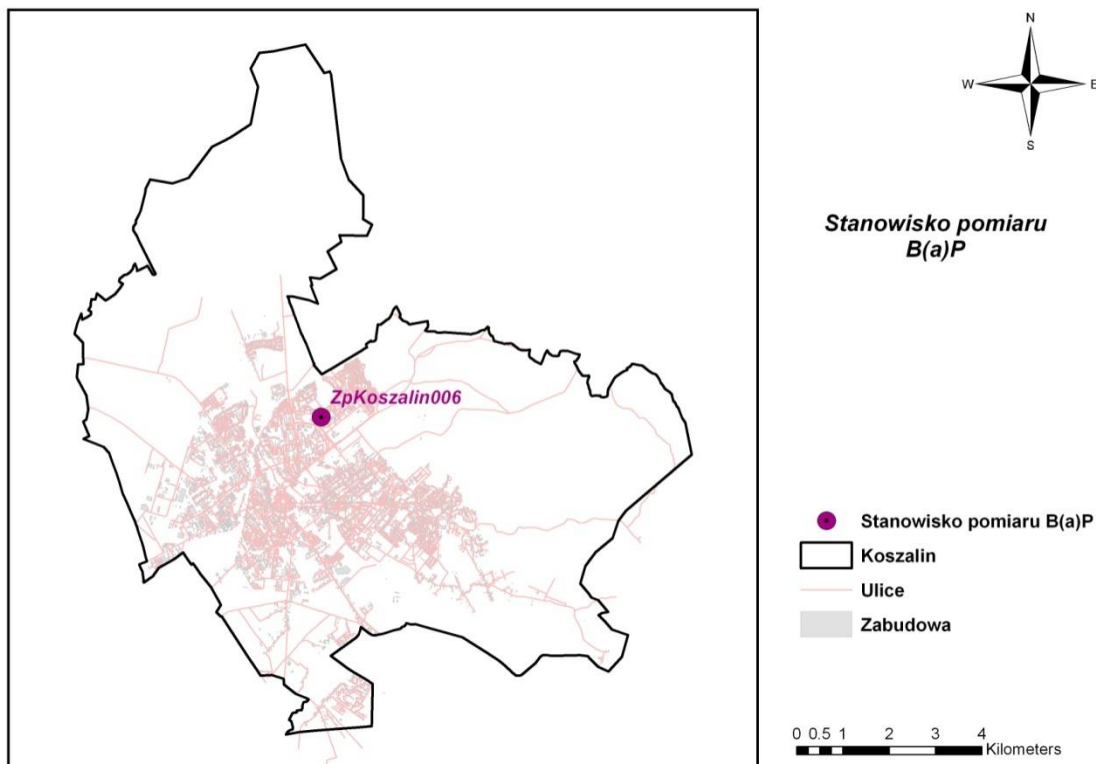 N
W E
S
Stanowisko pomiaru
B(a)P
ZpKoszalin006
Stanowisko pomiaru B(a)P
Koszalin
Ulice
Zabudowa
0 0.5 1 2 3 4
Kilometers